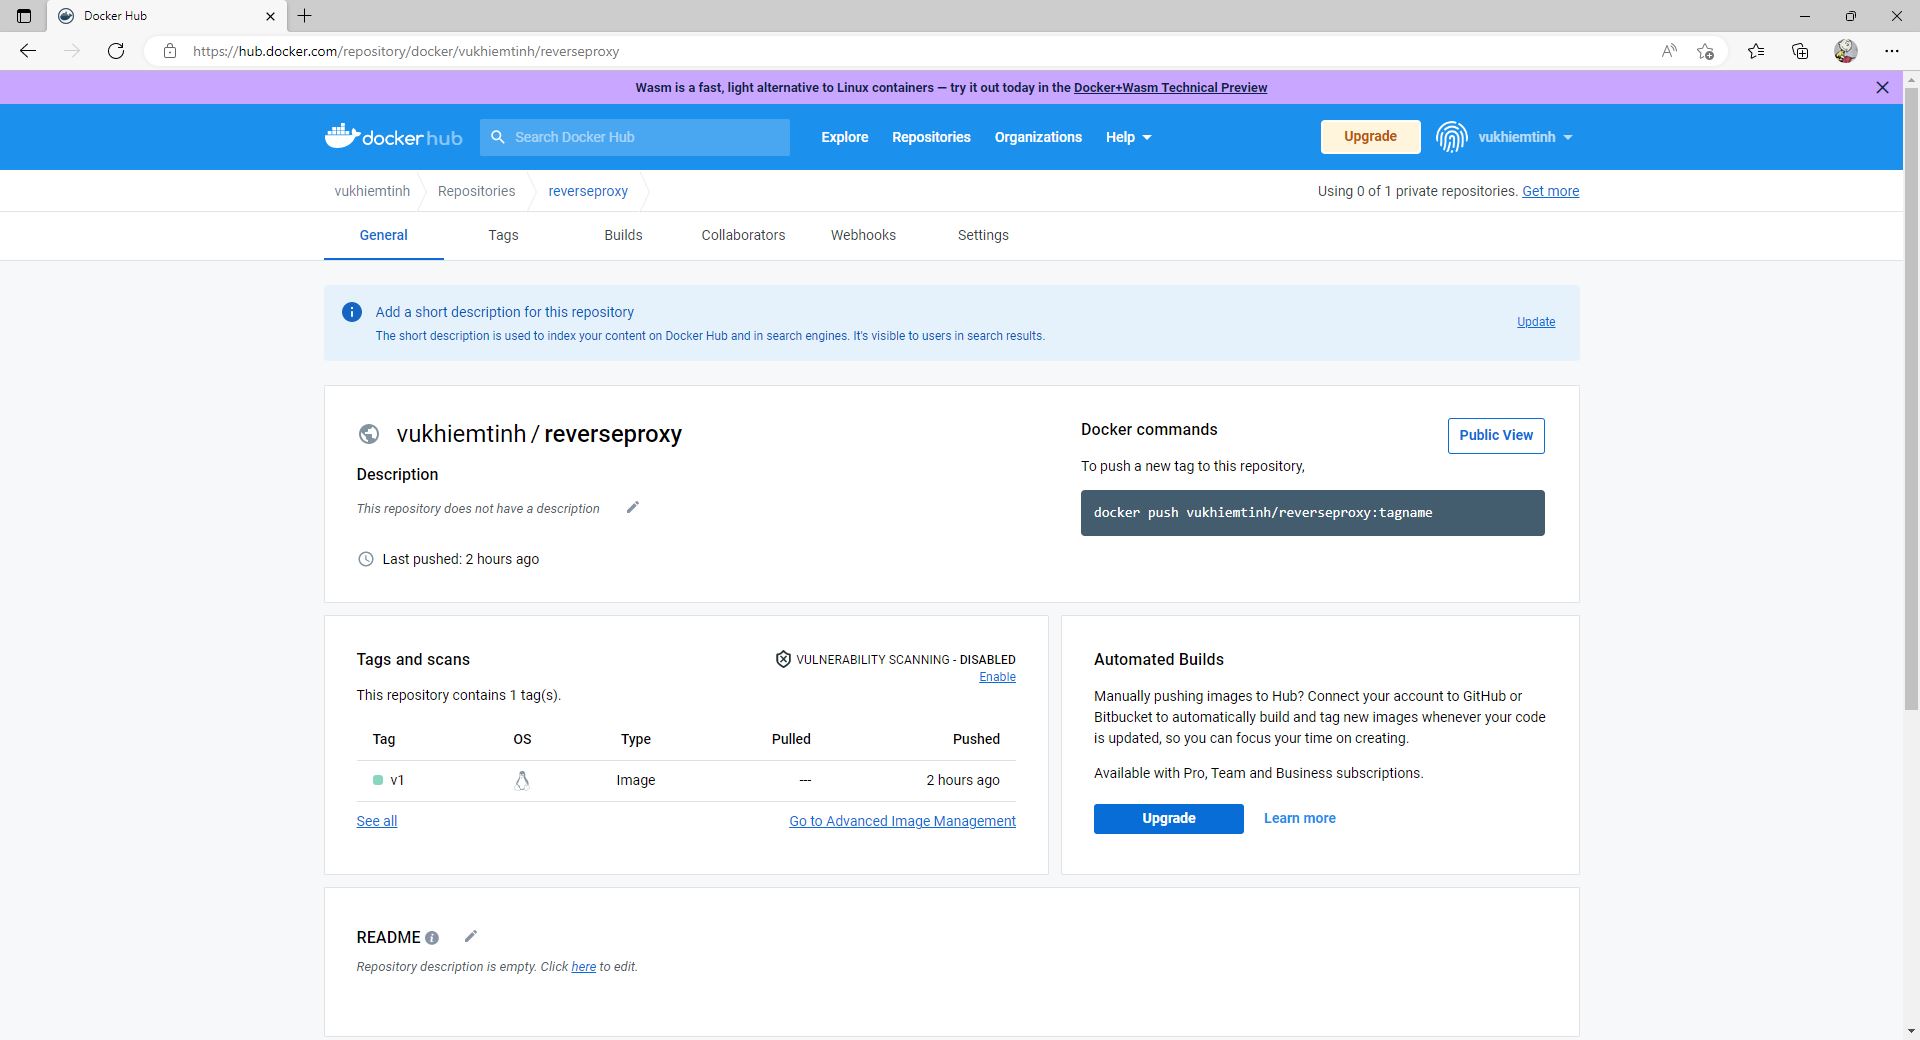 Docker Hub
https://hub.docker.com/repository/docker/vukhiemtinh/reverseproxy
Wasm is a fast, light alternative to Linux containers — try it out today in the Docker+Wasm Technical Preview
docker hub
Search Docker Hub
Explore
Repositories
Organizations
Help
Upgrade
vukhiemtinh
vukhiemtinh
Repositories
reverseproxy
Using 0 of 1 private repositories. Get more
General
Tags
Builds
Collaborators
Webhooks
Settings
Add a short description for this repository
The short description is used to index your content on Docker Hub and in search engines. It's visible to users in search results.
Update
vukhiemtinh / reverseproxy
Description
This repository does not have a description
Last pushed: 2 hours ago
Docker commands
Public View
To push a new tag to this repository,
docker push vukhiemtinh/reverseproxy:tagname
Tags and scans
VULNERABILITY SCANNING - DISABLED
Enable
This repository contains 1 tag(s).
Tag OS Type Pulled Pushed
v1 Image --- 2 hours ago
See all
Go to Advanced Image Management
Automated Builds
Manually pushing images to Hub? Connect your account to GitHub or
Bitbucket to automatically build and tag new images whenever your code
is updated, so you can focus your time on creating.
Available with Pro, Team and Business subscriptions.
Upgrade
Learn more
README
Repository description is empty. Click here to edit.